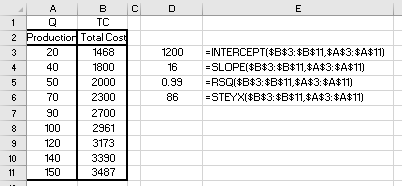 A B C D E
1 Q TC
2 Production Total Cost
3 20 1468 1200 =INTERCEPT($B$3:$B$11,$A$3:$A$11)
4 40 1800 16 =SLOPE($B$3:$B$11,$A$3:$A$11)
5 50 2000 0.99 =RSQ($B$3:$B$11,$A$3:$A$11)
6 70 2300 86 =STEYX($B$3:$B$11,$A$3:$A$11)
7 90 2700
8 100 2961
9 120 3173
10 140 3390
11 150 3487